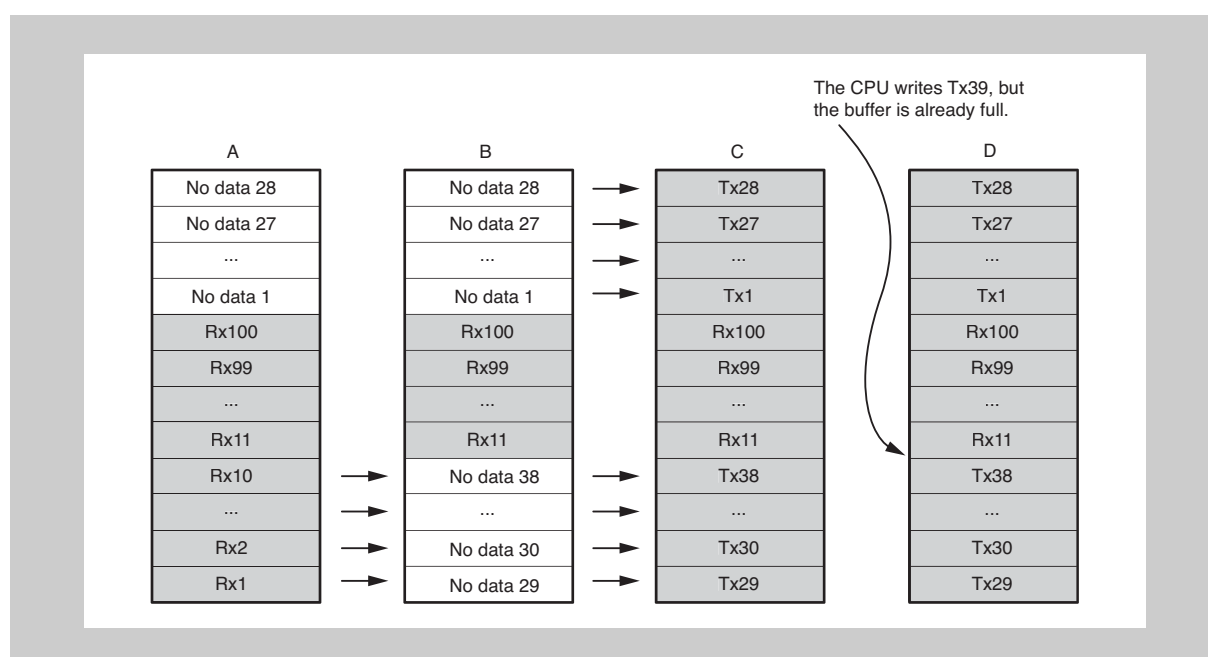 The CPU writes Tx39, but
the buffer is already full.
A
B
C
D
No data 28
No data 28
Tx28
Tx28
No data 27
No data 27
Tx27
Tx27
...
...
...
...
No data 1
No data 1
Tx1
Tx1
Rx100
Rx100
Rx100
Rx100
Rx99
Rx99
Rx99
Rx99
...
...
...
...
Rx11
Rx11
Rx11
Rx11
Rx10
No data 38
Tx38
Tx38
...
...
...
...
Rx2
No data 30
Tx30
Tx30
Rx1
No data 29
Tx29
Tx29